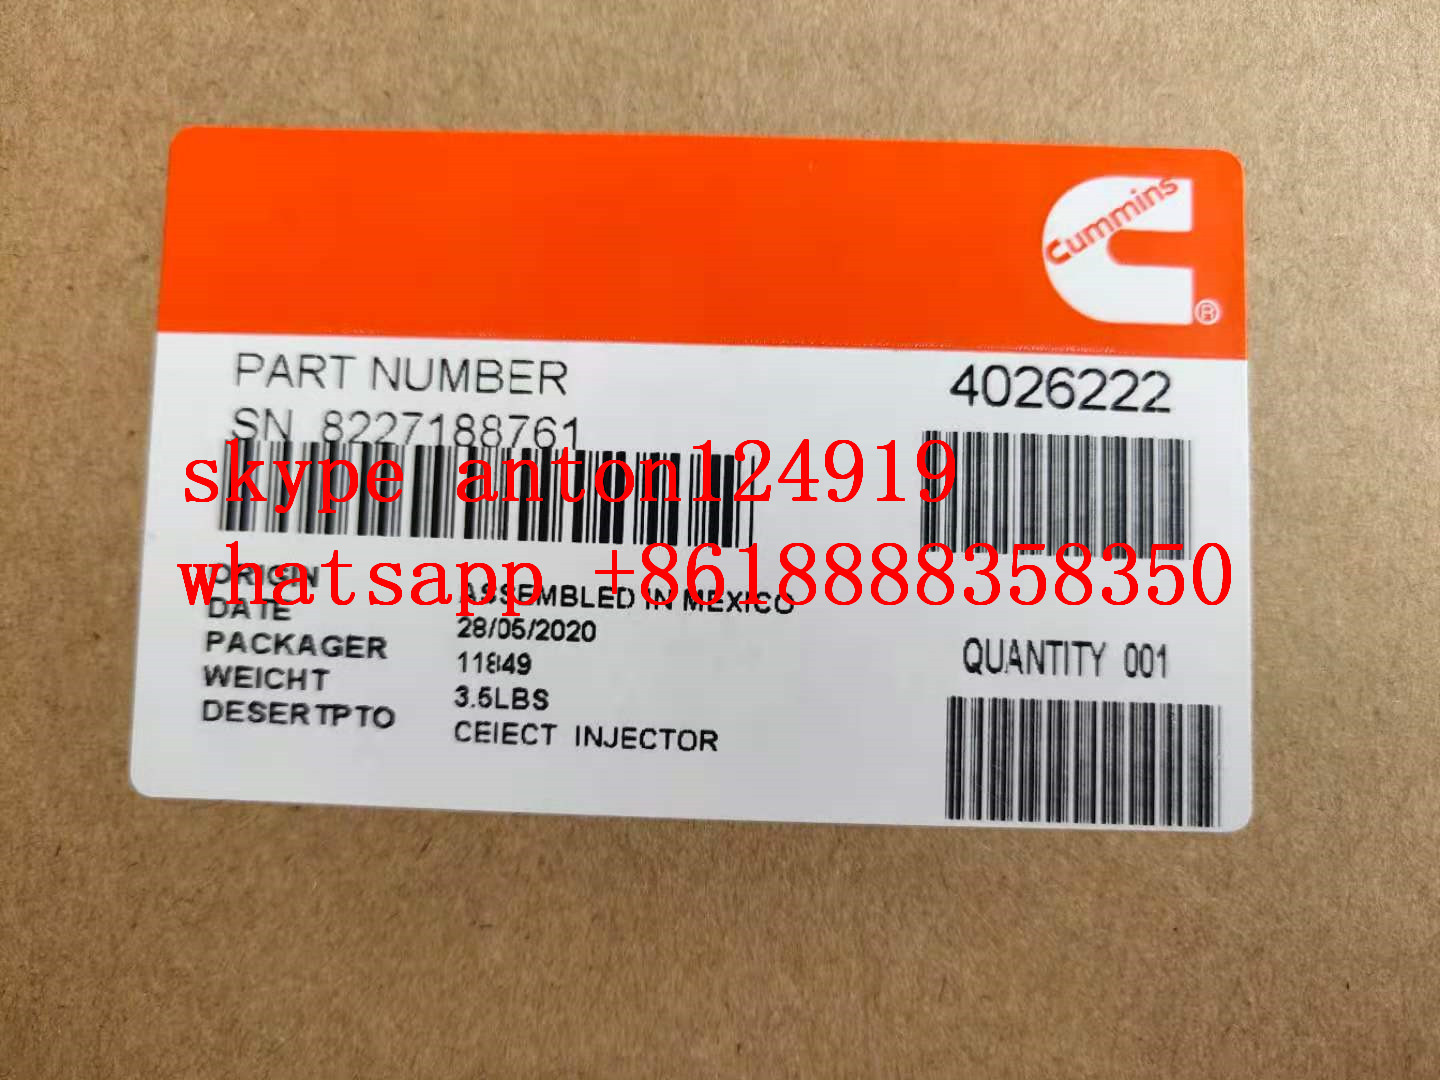 Cummins
®
PART NUMBER 4026222
SN 8227188761
skype anton124919
whatsapp +8618888358350
ORIGIN ASSEMBLED IN MEXICO
DATE 28/05/2020
PACKAGER 11849
WEICHT 3.5LBS
DESERTPTO CEIECT INJECTOR
QUANTITY 001